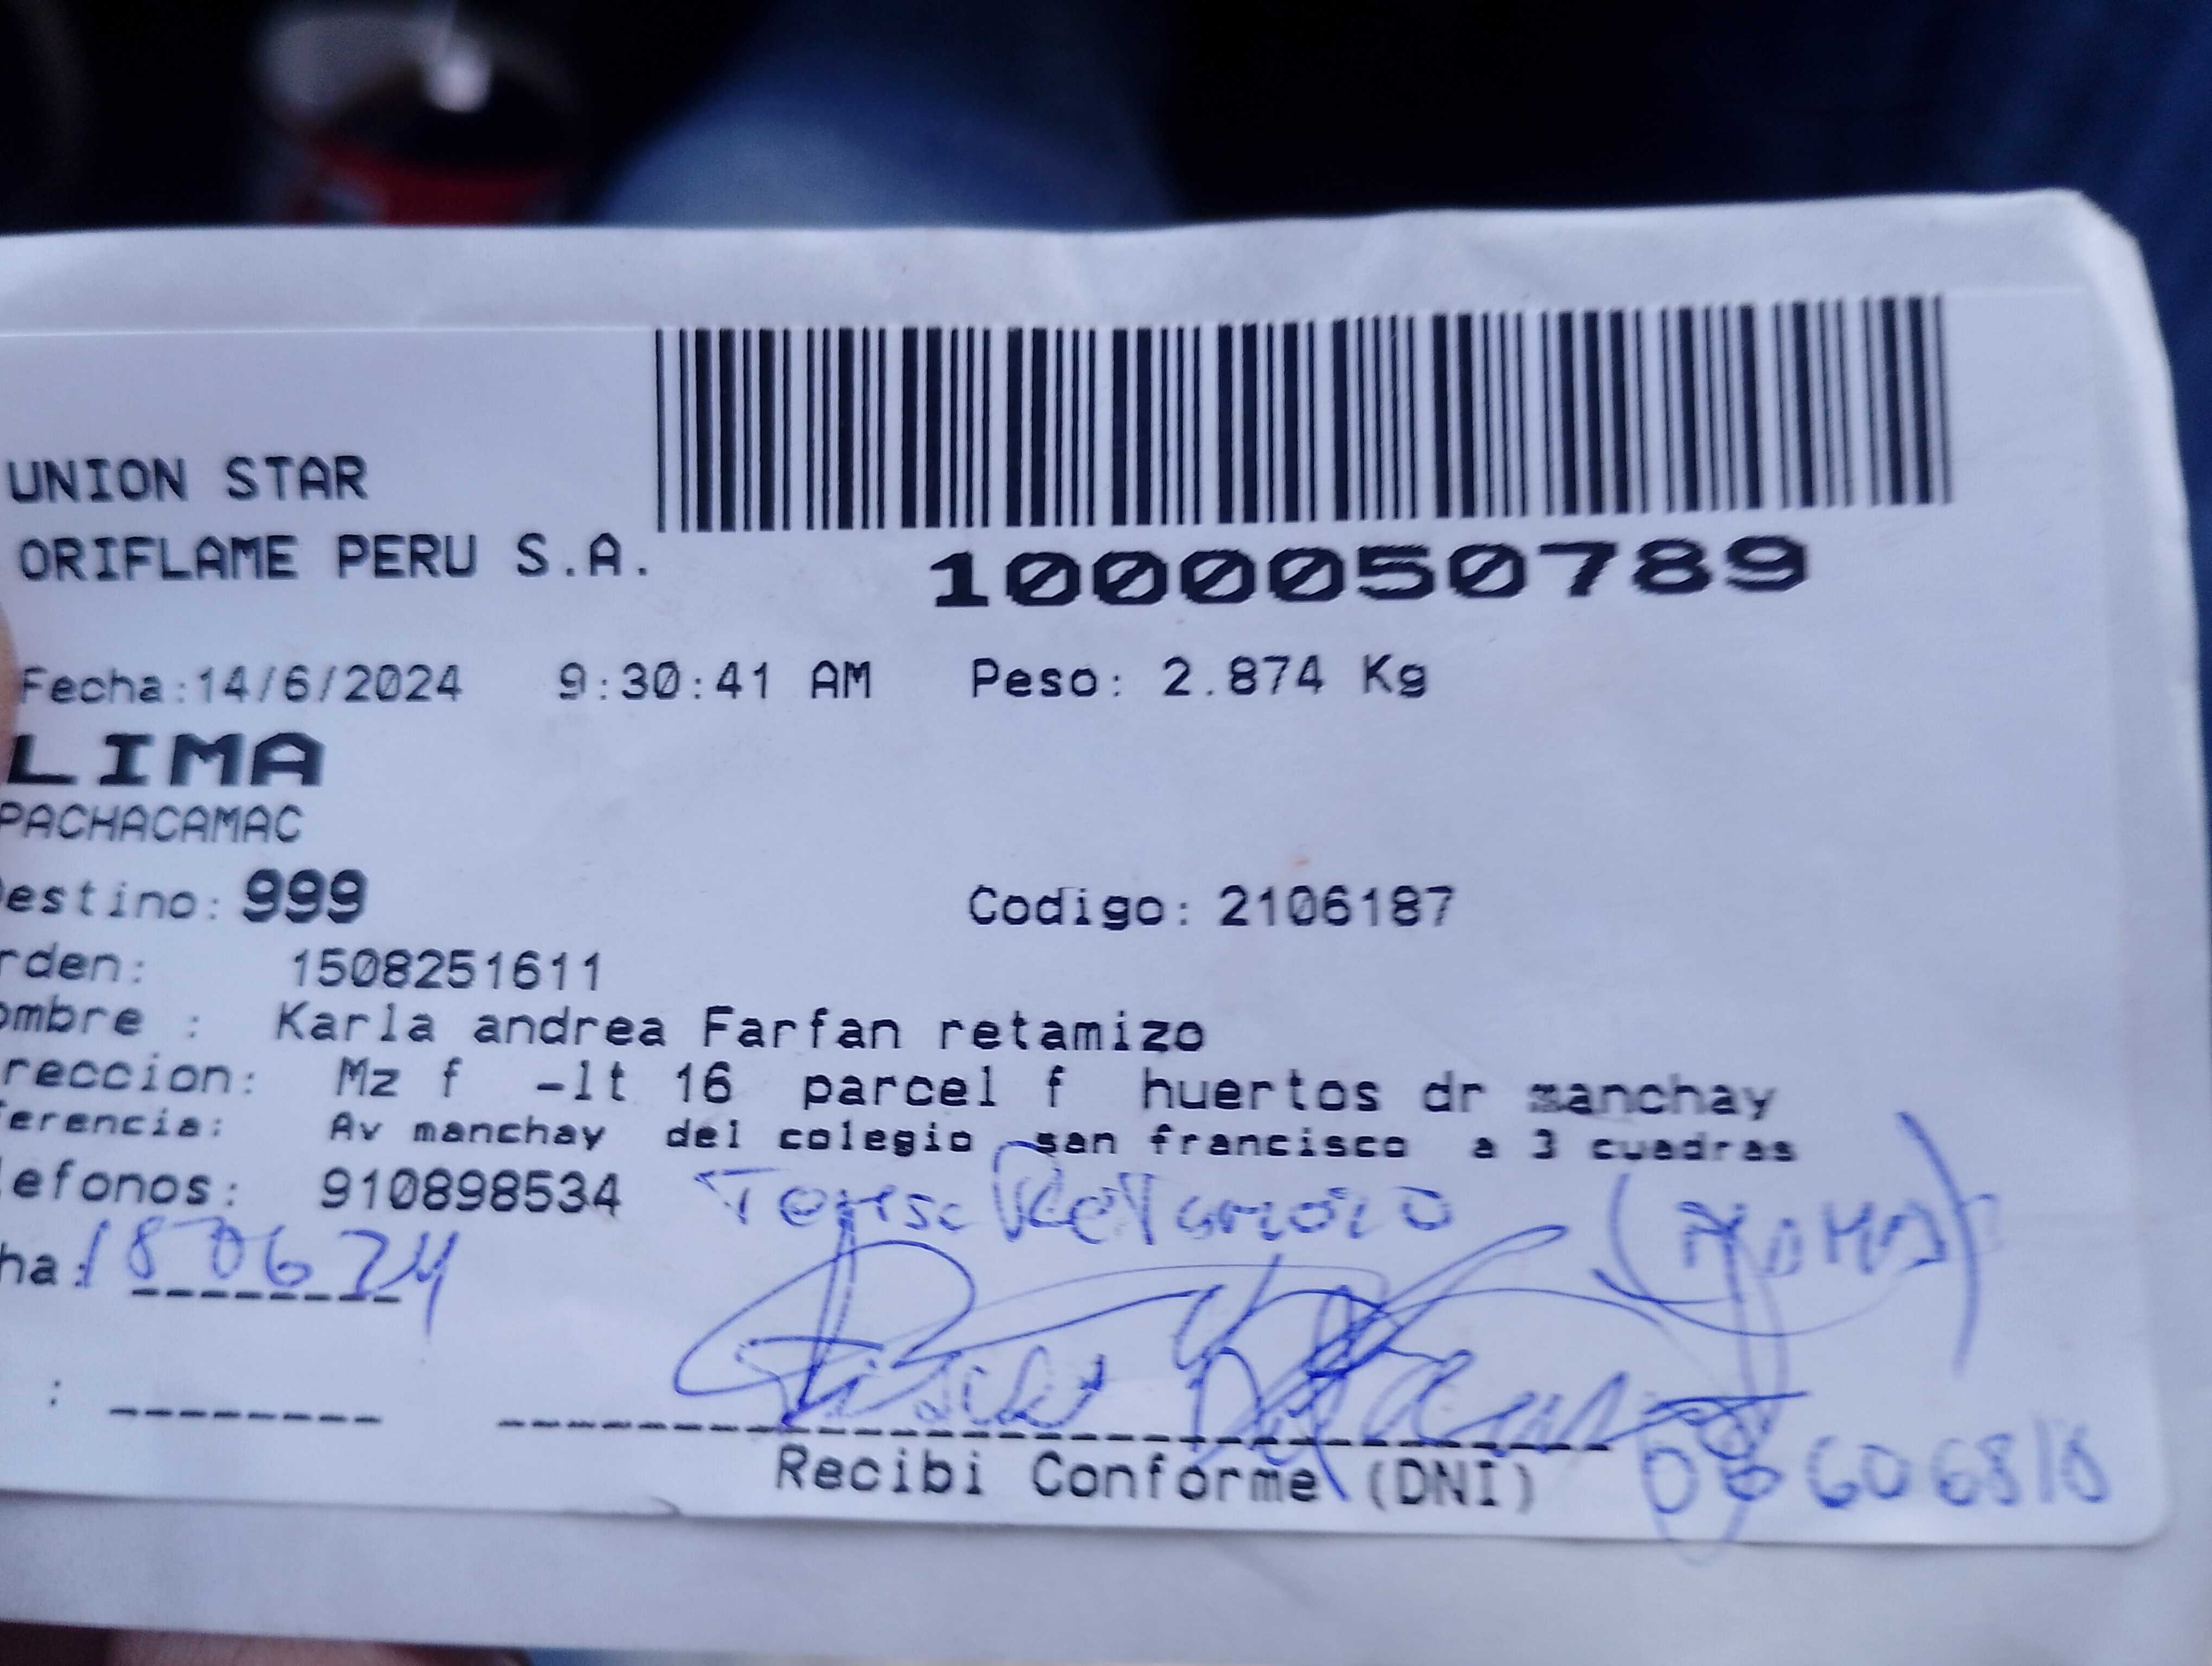 UNION STAR
ORIFLAME PERU S.A.
1000050789
Fecha:14/6/2024 9:30:41 AM Peso: 2.874 Kg
LIMA
PACHACAMAC
estino: 999 Codigo: 2106187
rden: 1508251611
ombre : Karla andrea Farfan retamizo
reccion: Mz f -lt 16 parcel f huertos dr manchay
ferencia: Av manchay del colegio san francisco a 3 cuadras
lefonos: 910898534
ha: 18 06 24
: 
Recibi Conforme (DNI)